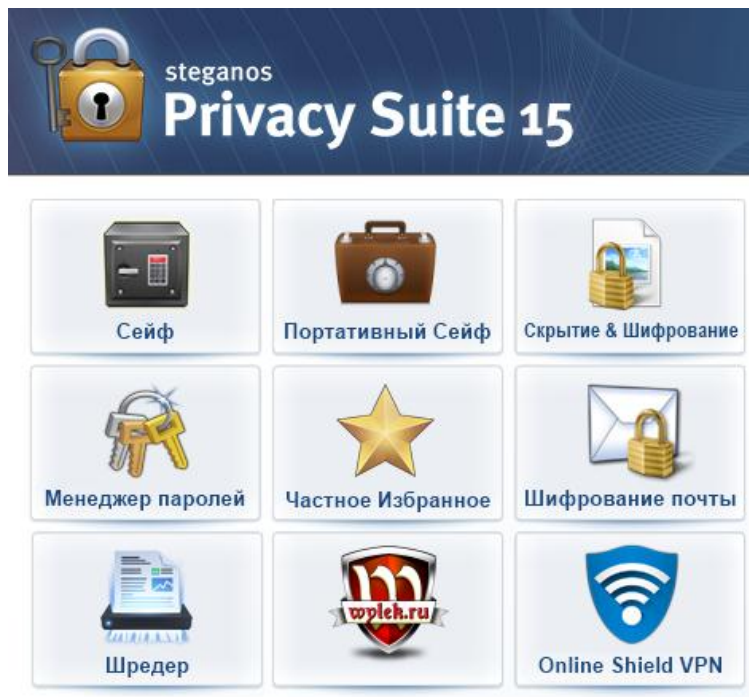 steganos
Privacy Suite 15
Сейф
Портативный Сейф
Скрытие & Шифрование
Менеджер паролей
Частное Избранное
Шифрование почты
Шредер
wplek.ru
Online Shield VPN